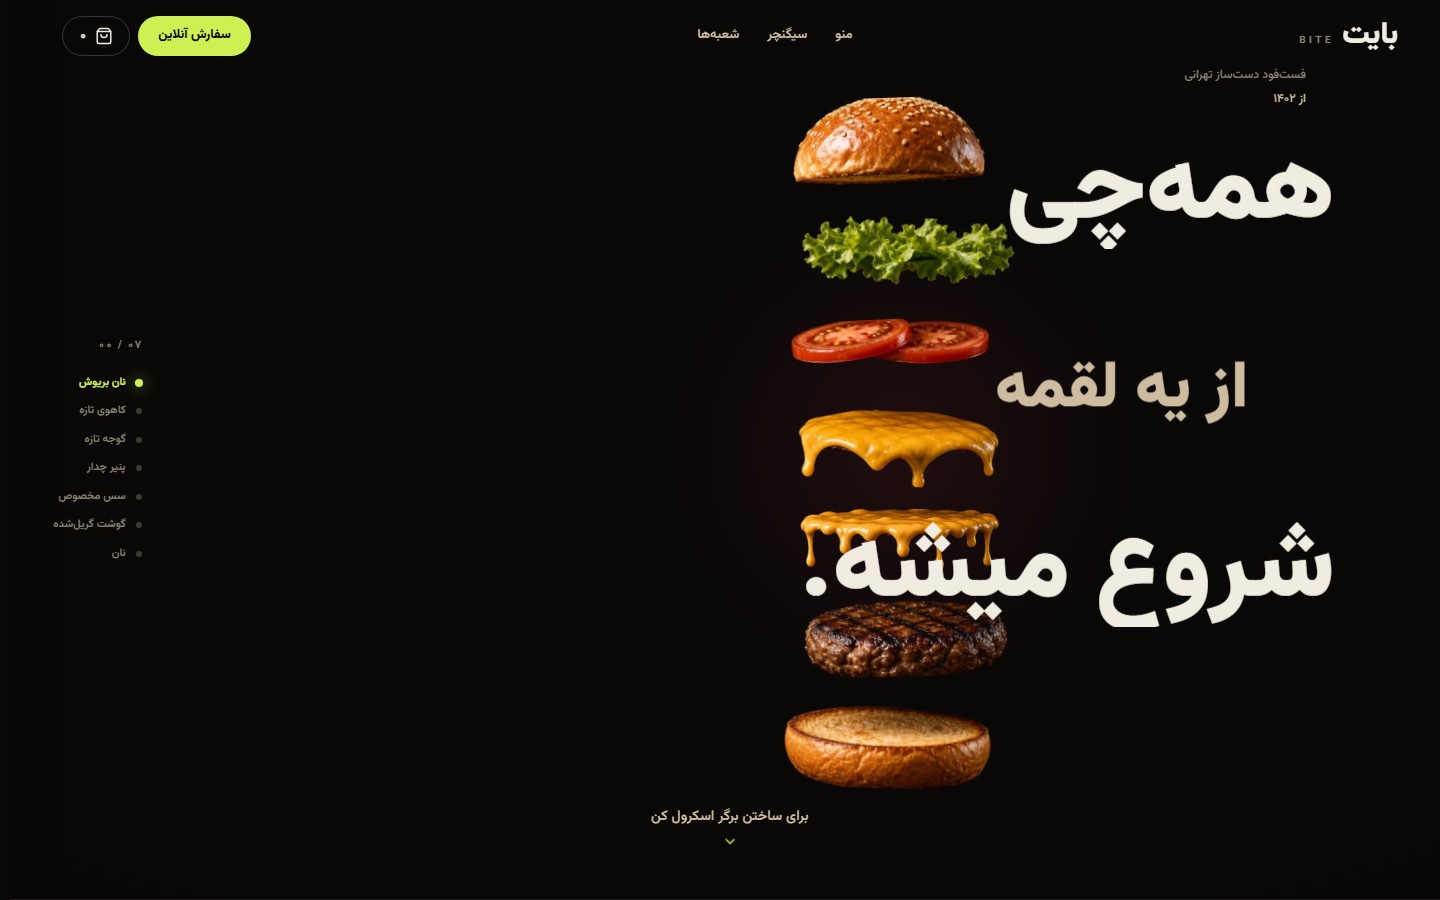 بایت BITE
منو
سیگنچر
شعبه‌ها
سفارش آنلاین
۰
فست‌فود دست‌ساز تهرانی
از ۱۴۰۲
همه‌چی
از یه لقمه
شروع میشه.
۰۰ / ۰۷
نان بریوش
کاهوی تازه
گوجه تازه
پنیر چدار
سس مخصوص
گوشت گریل‌شده
نان
برای ساختن برگر اسکرول کن